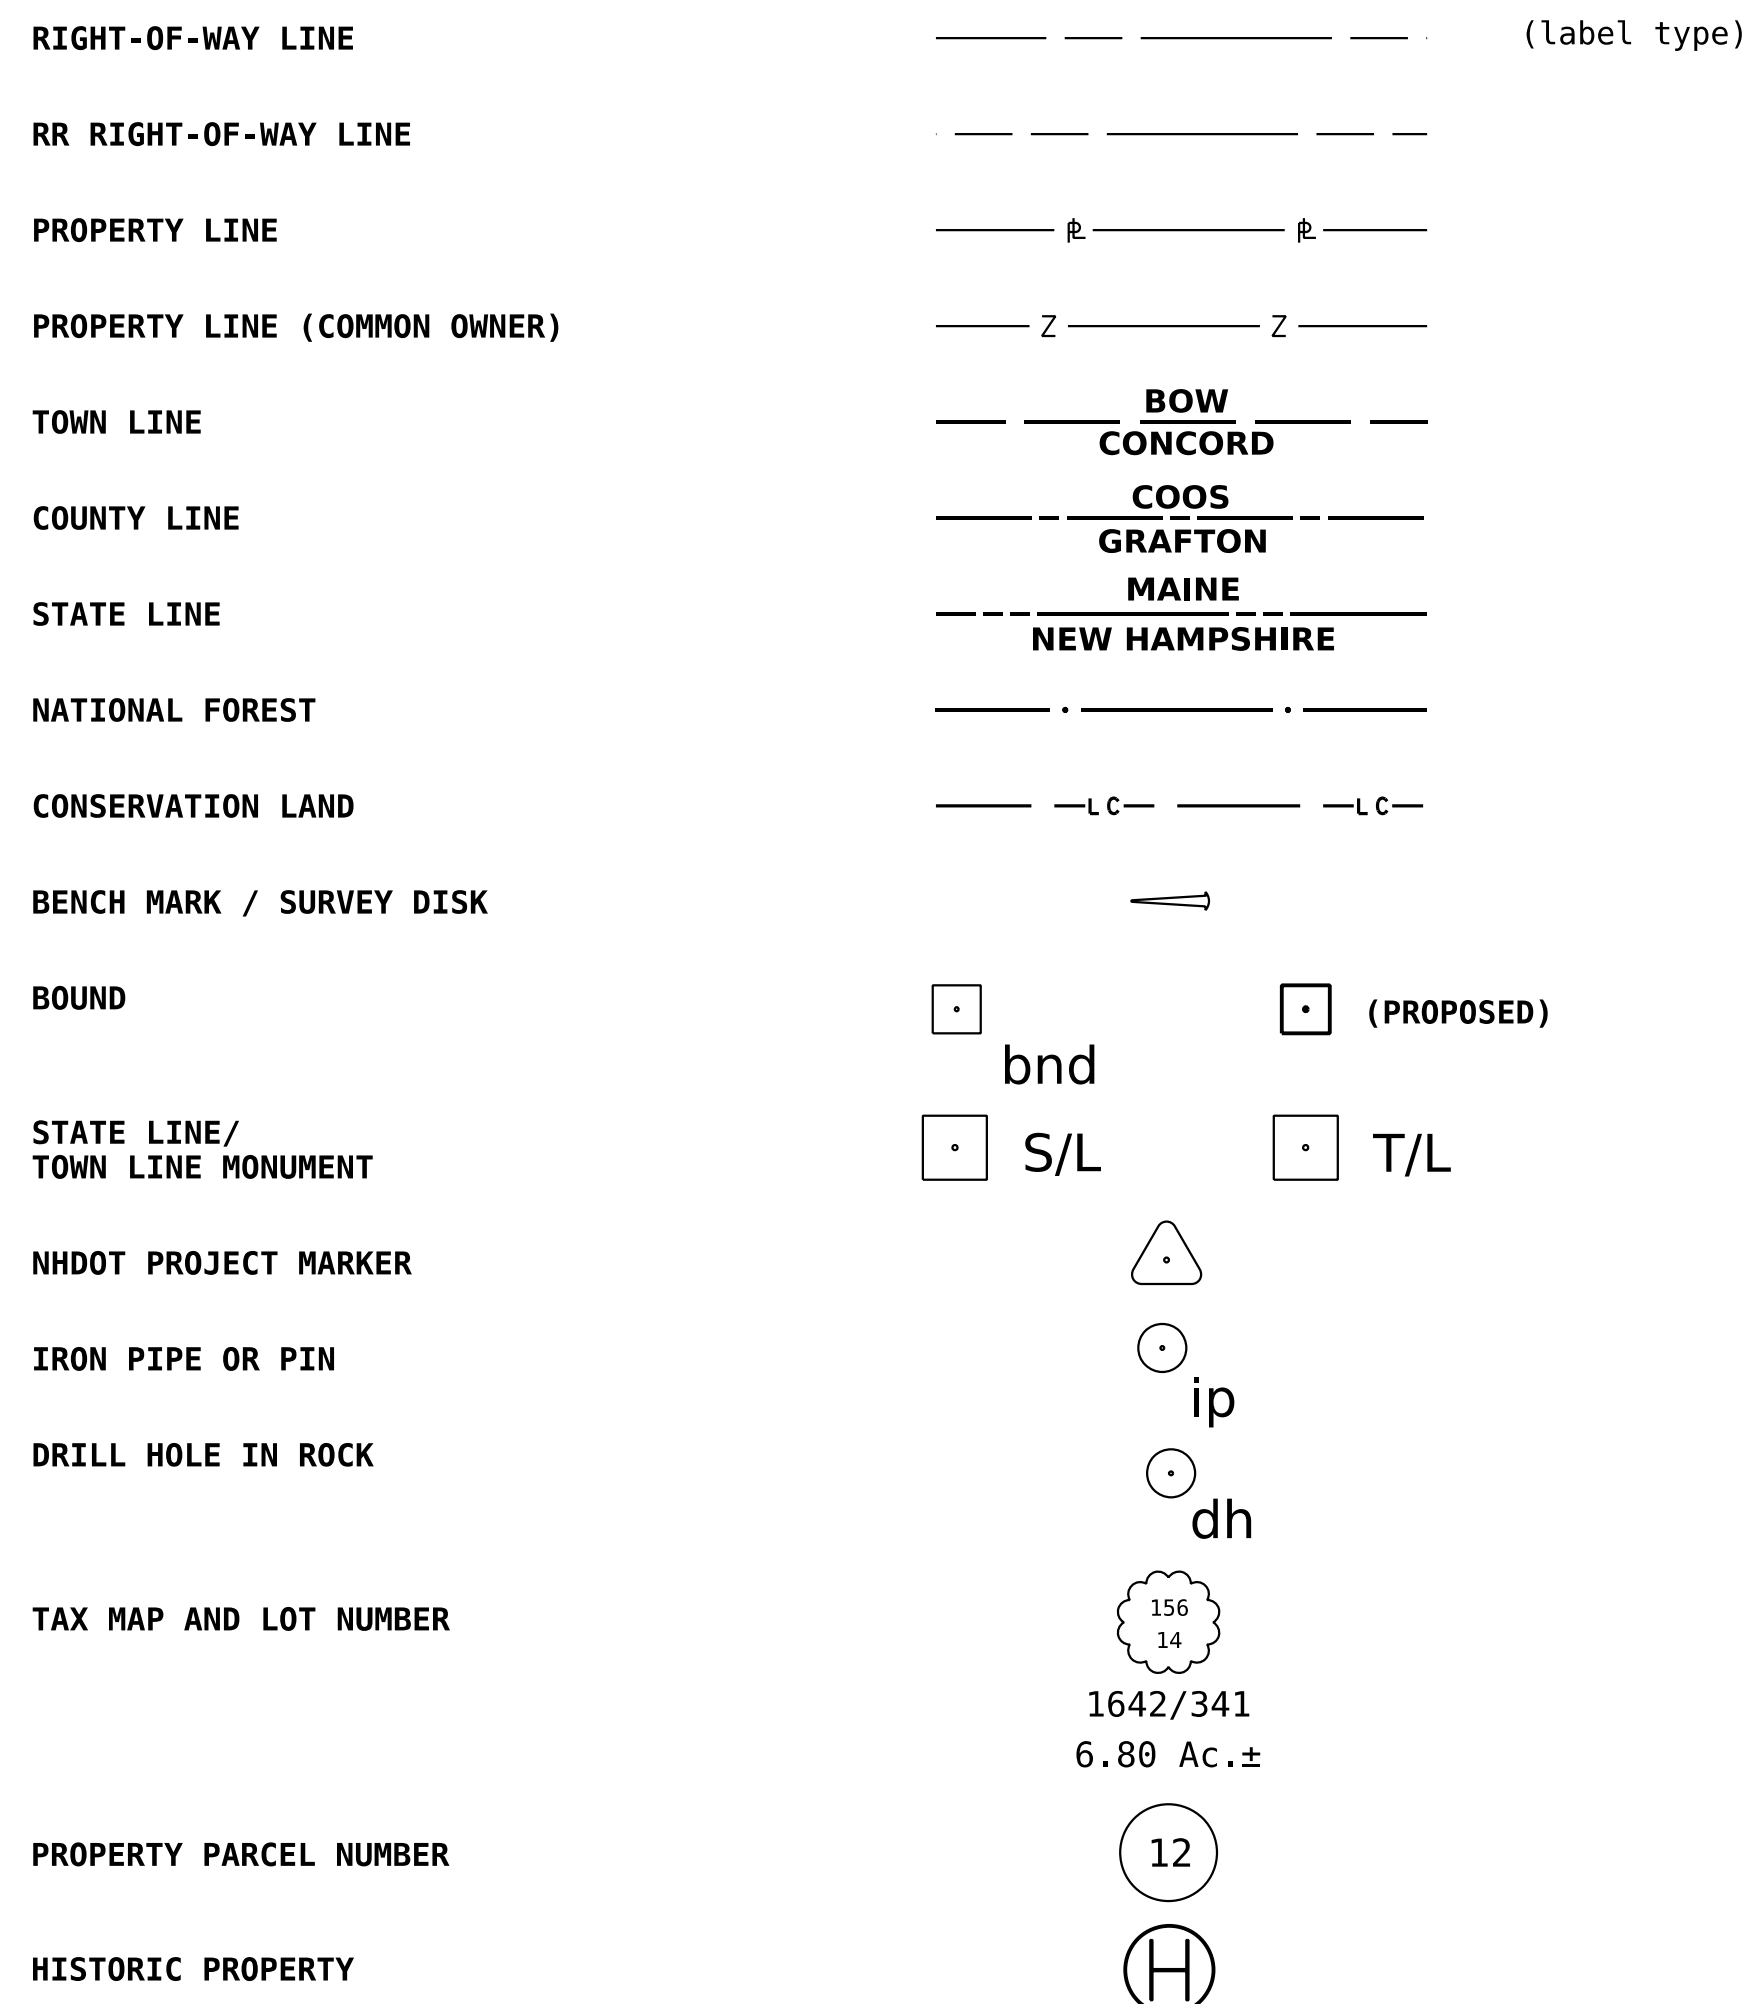 RIGHT-OF-WAY LINE (label type)
RR RIGHT-OF-WAY LINE
PROPERTY LINE ⅊ ⅊
PROPERTY LINE (COMMON OWNER) Z Z
TOWN LINE
BOW
CONCORD
COUNTY LINE
COOS
GRAFTON
STATE LINE
MAINE
NEW HAMPSHIRE
NATIONAL FOREST
CONSERVATION LAND L C L C
BENCH MARK / SURVEY DISK
BOUND
bnd
(PROPOSED)
STATE LINE/
TOWN LINE MONUMENT
S/L
T/L
NHDOT PROJECT MARKER
IRON PIPE OR PIN
ip
DRILL HOLE IN ROCK
dh
TAX MAP AND LOT NUMBER
156
14
1642/341
6.80 Ac.±
PROPERTY PARCEL NUMBER
12
HISTORIC PROPERTY
H